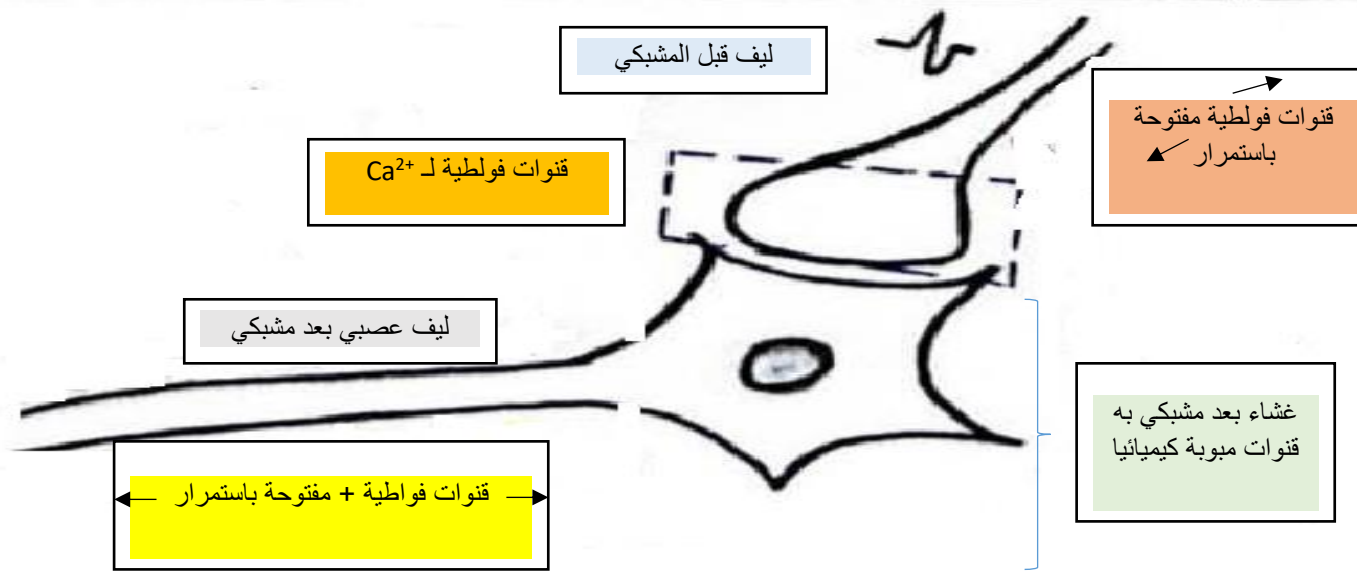 ليف قبل المشبكي
قنوات فولطية مفتوحة
باستمرار
قنوات فولطية لـ Ca²⁺
ليف عصبي بعد مشبكي
غشاء بعد مشبكي به
قنوات مبوبة كيميائيا
قنوات فواطية + مفتوحة باستمرار